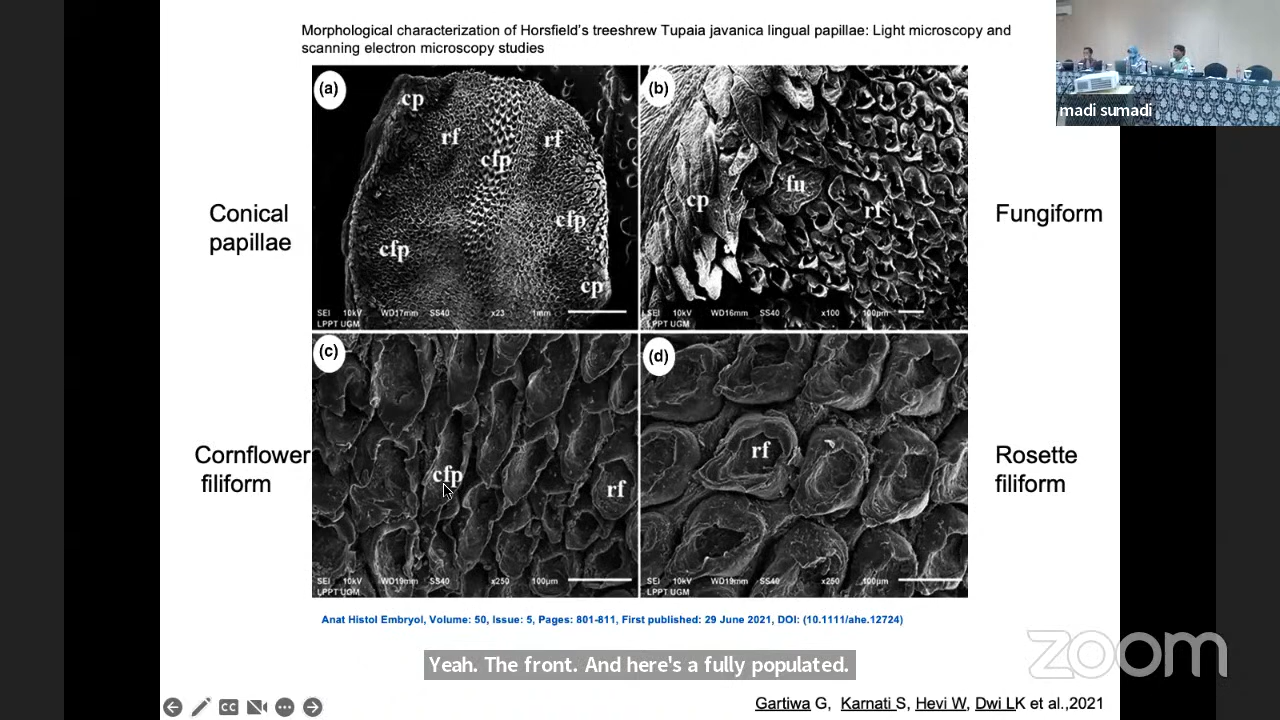 Morphological characterization of Horsfield's treeshrew Tupaia javanica lingual papillae: Light microscopy and
scanning electron microscopy studies
madi sumadi
(a)
cp
rf
rf
cfp
cfp
cfp
cp
SEI 10kV WD17mm SS40 x23 1mm
LPPT UGM
(b)
fu
cp
rf
SEI 10kV WD16mm SS40 x100 100µm
LPPT UGM
Conical
papillae
Fungiform
(c)
cfp
rf
SEI 10kV WD19mm SS40 x250 100µm
LPPT UGM
(d)
rf
SEI 10kV WD19mm SS40 x250 100µm
LPPT UGM
Cornflower
filiform
Rosette
filiform
Anat Histol Embryol, Volume: 50, Issue: 5, Pages: 801-811, First published: 29 June 2021, DOI: (10.1111/ahe.12724)
Yeah. The front. And here's a fully populated.
zoom
CC
Gartiwa G, Karnati S, Hevi W, Dwi LK et al.,2021